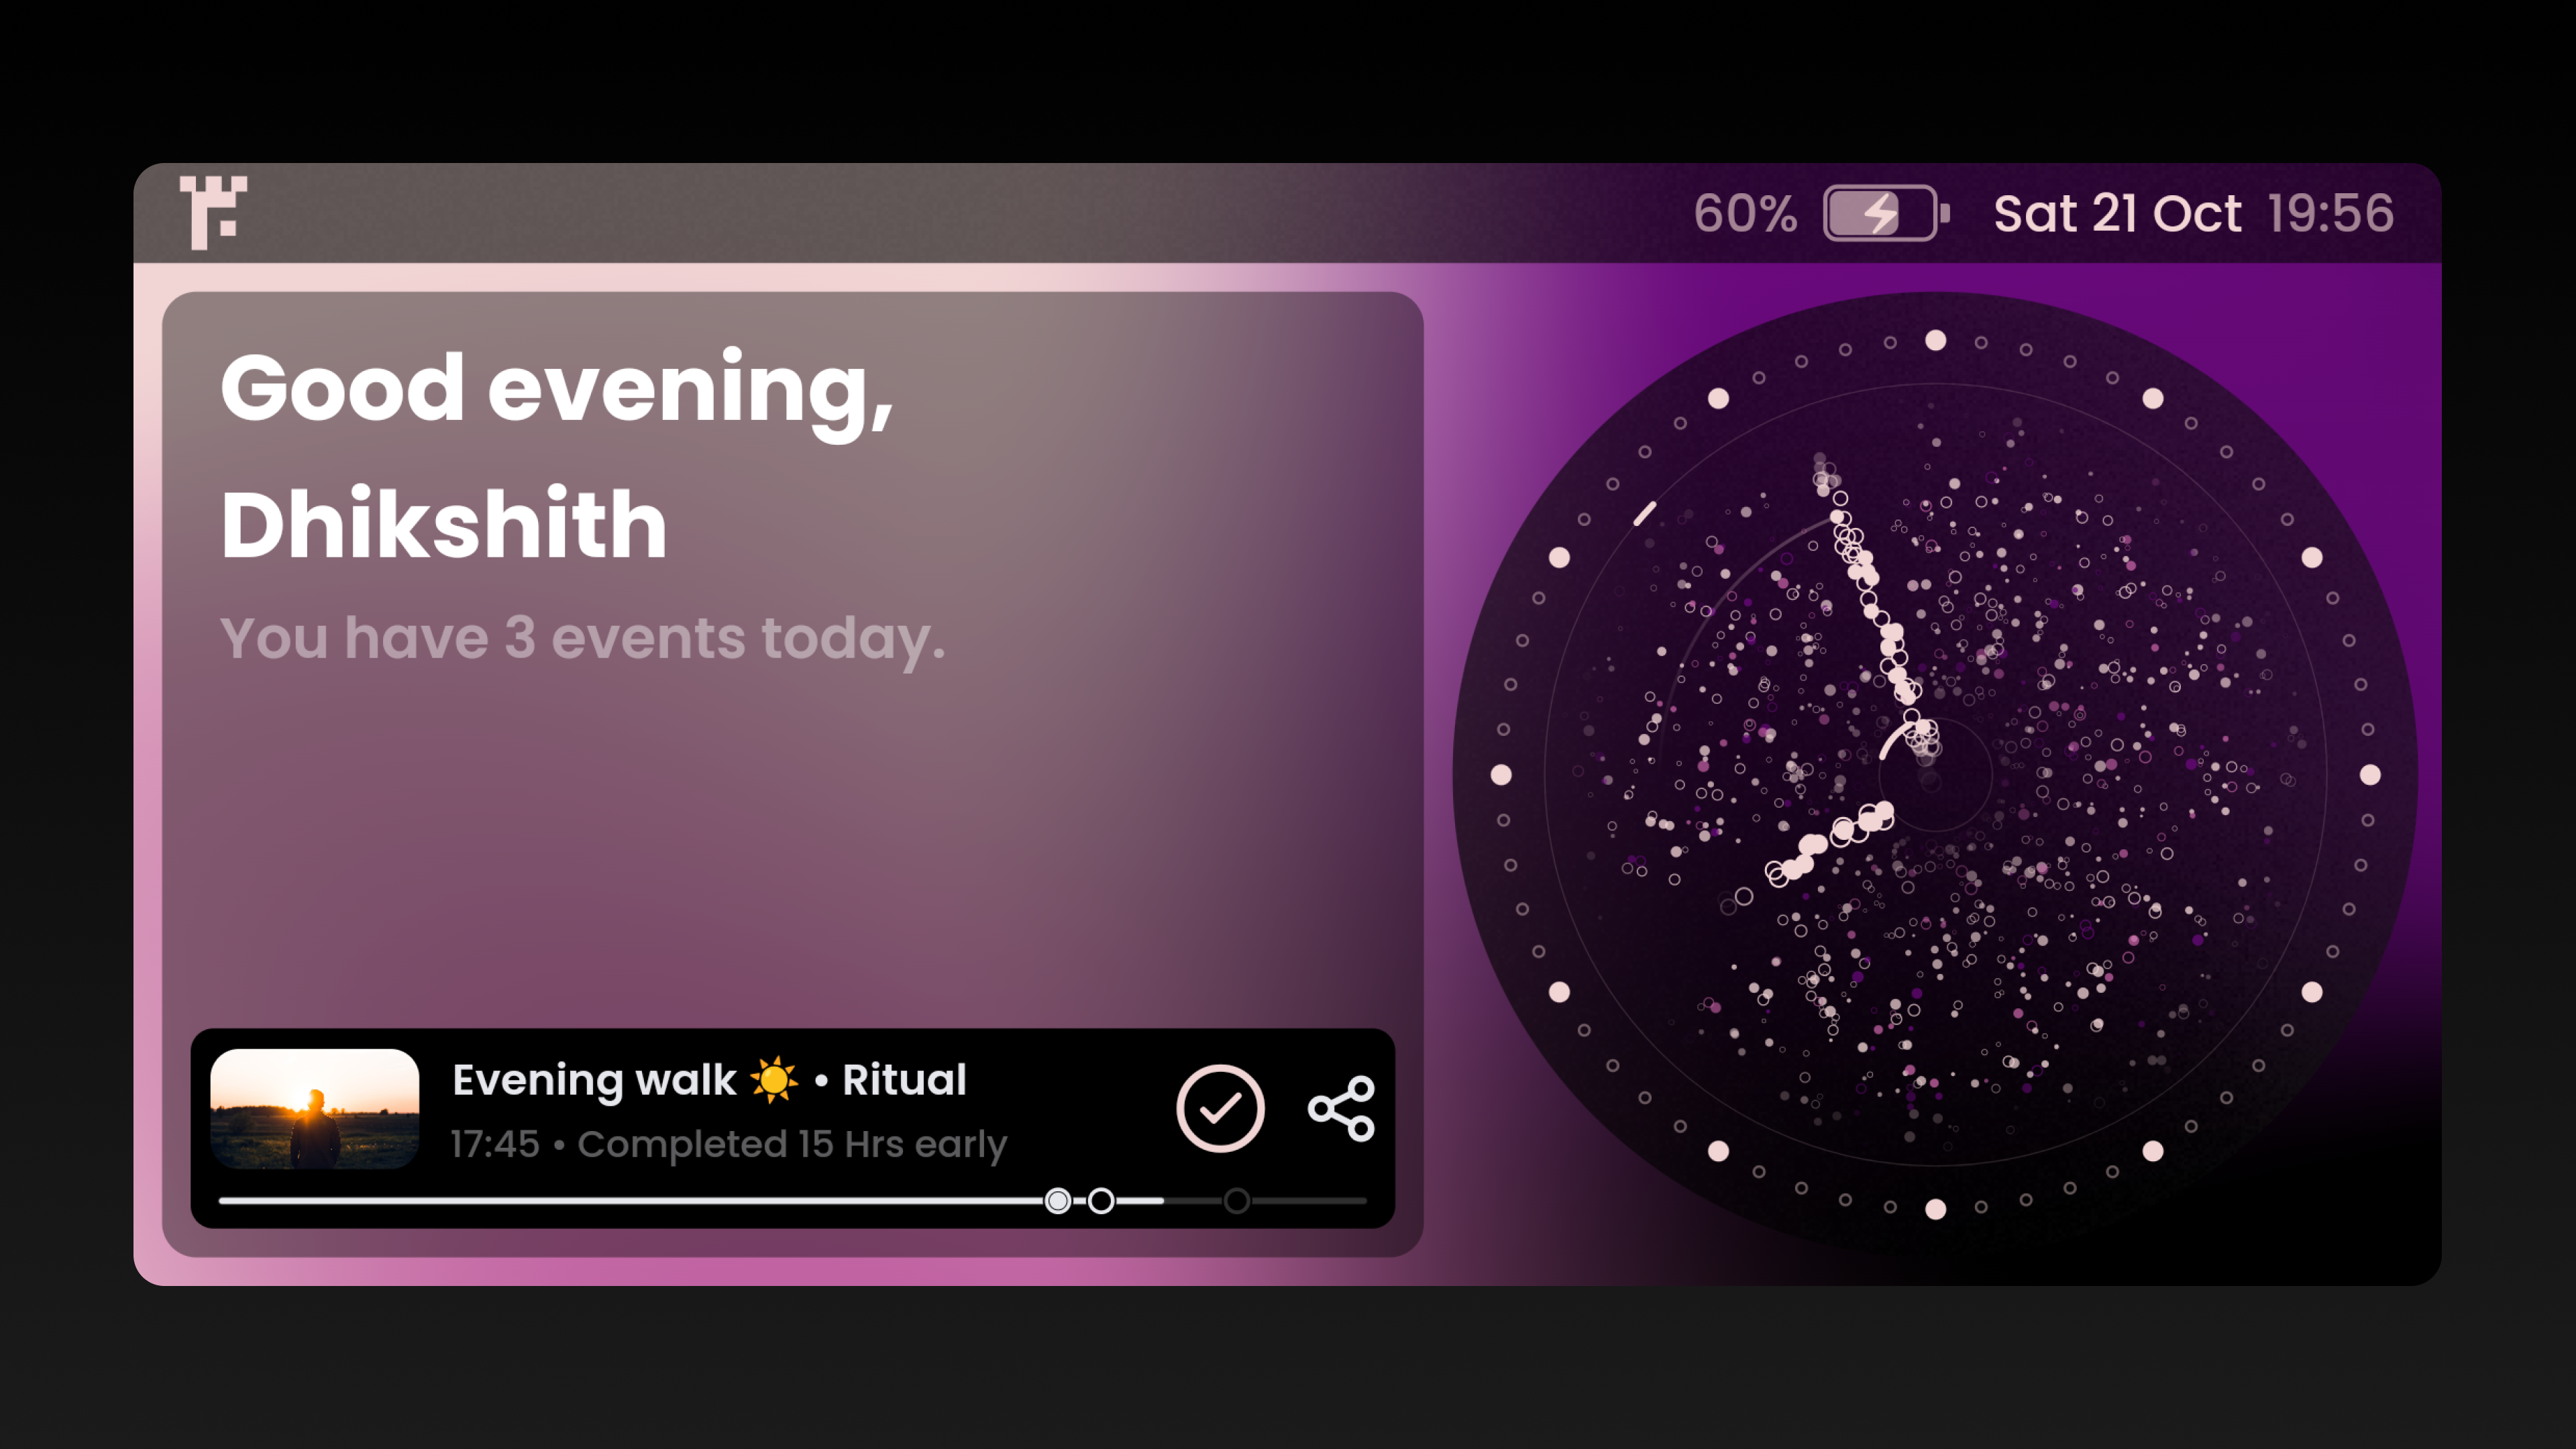 60% Sat 21 Oct 19:56
Good evening,
Dhikshith
You have 3 events today.
Evening walk ☀️ • Ritual
17:45 • Completed 15 Hrs early